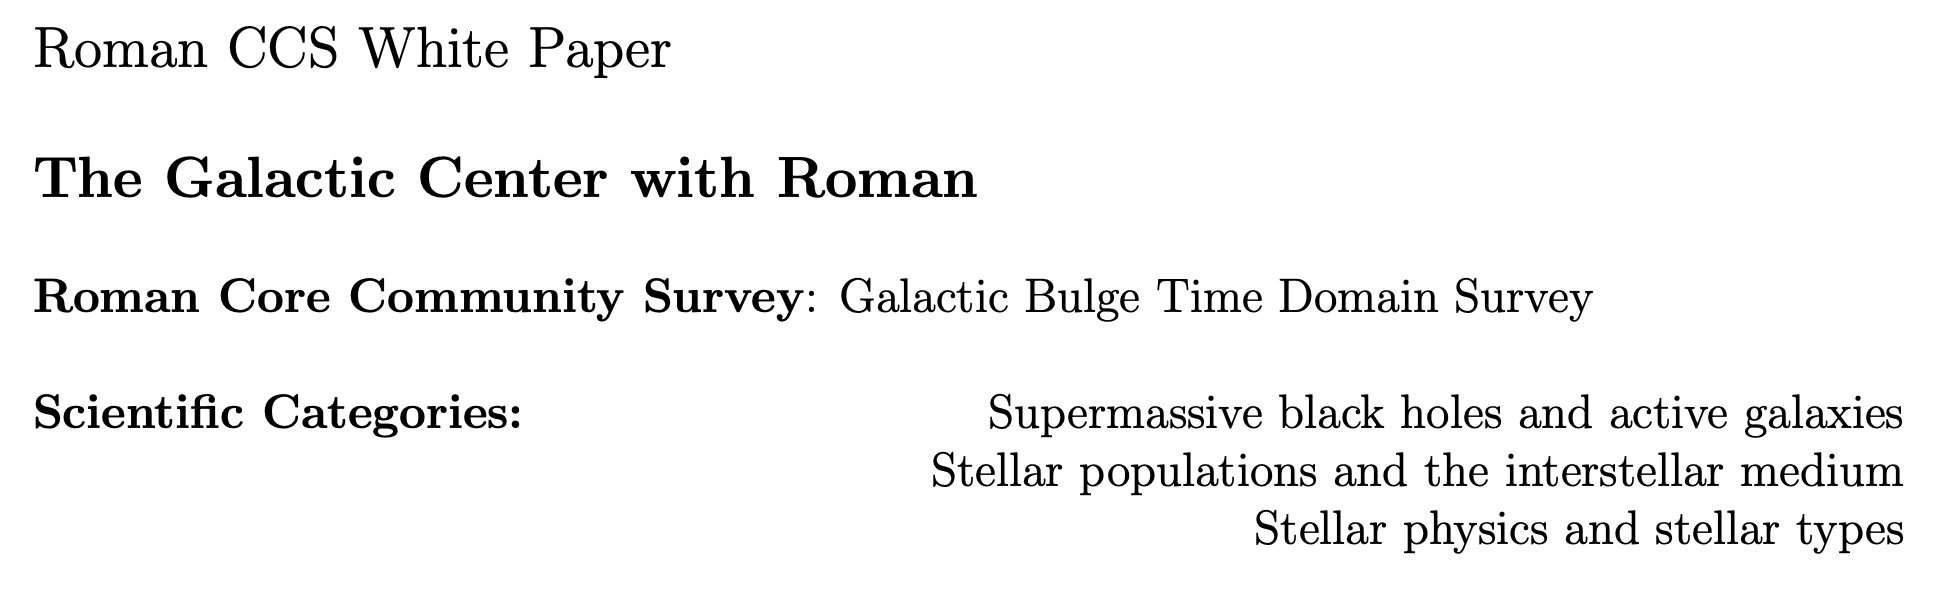 Roman CCS White Paper
The Galactic Center with Roman
Roman Core Community Survey: Galactic Bulge Time Domain Survey
Scientific Categories: Supermassive black holes and active galaxies
Stellar populations and the interstellar medium
Stellar physics and stellar types